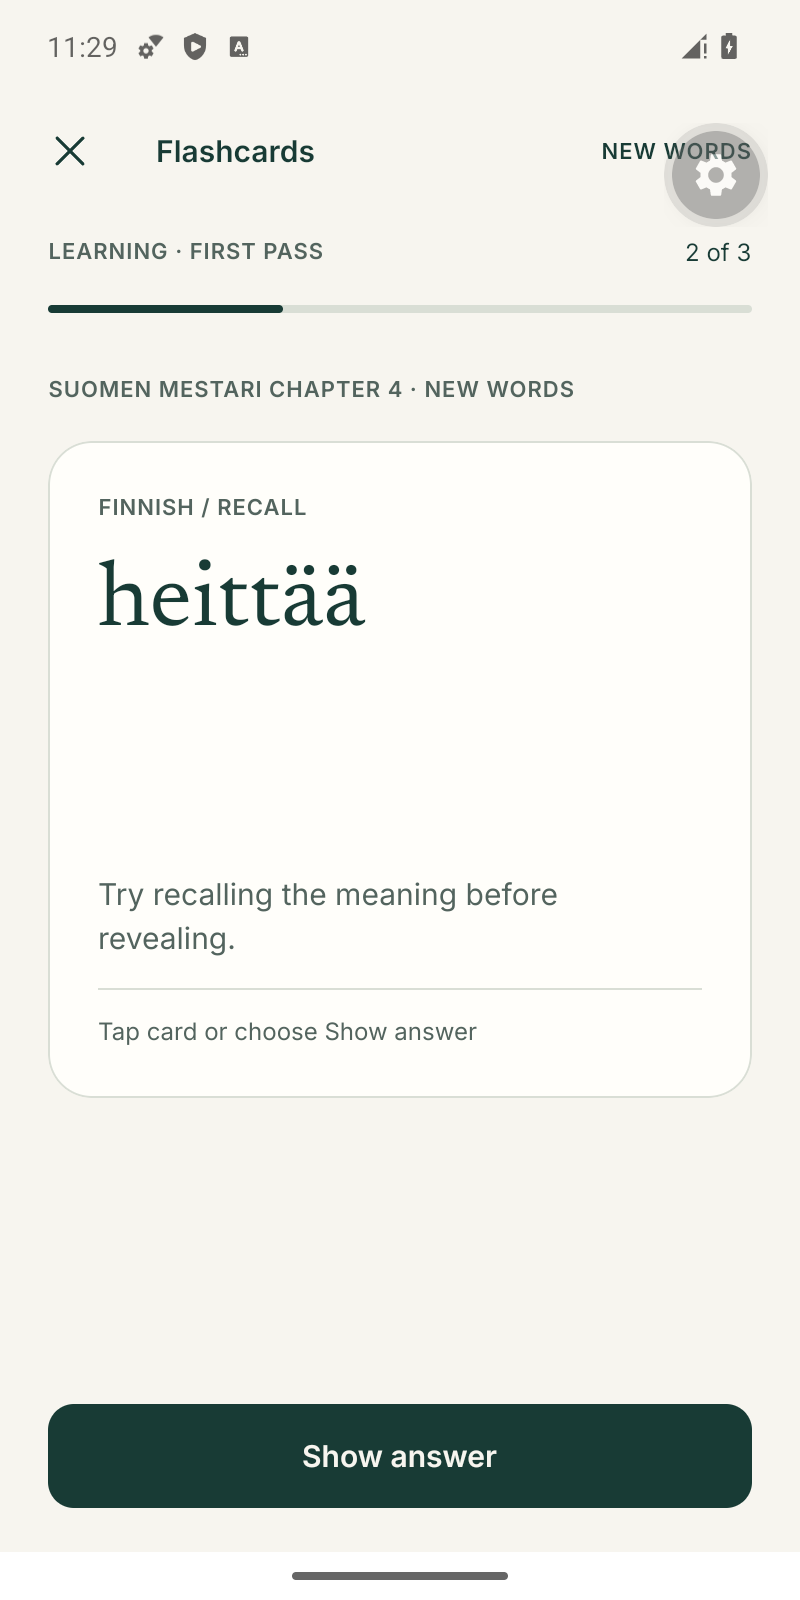 11:29
Flashcards
NEW WORDS
LEARNING · FIRST PASS
2 of 3
SUOMEN MESTARI CHAPTER 4 · NEW WORDS
FINNISH / RECALL
heittää
Try recalling the meaning before
revealing.
Tap card or choose Show answer
Show answer